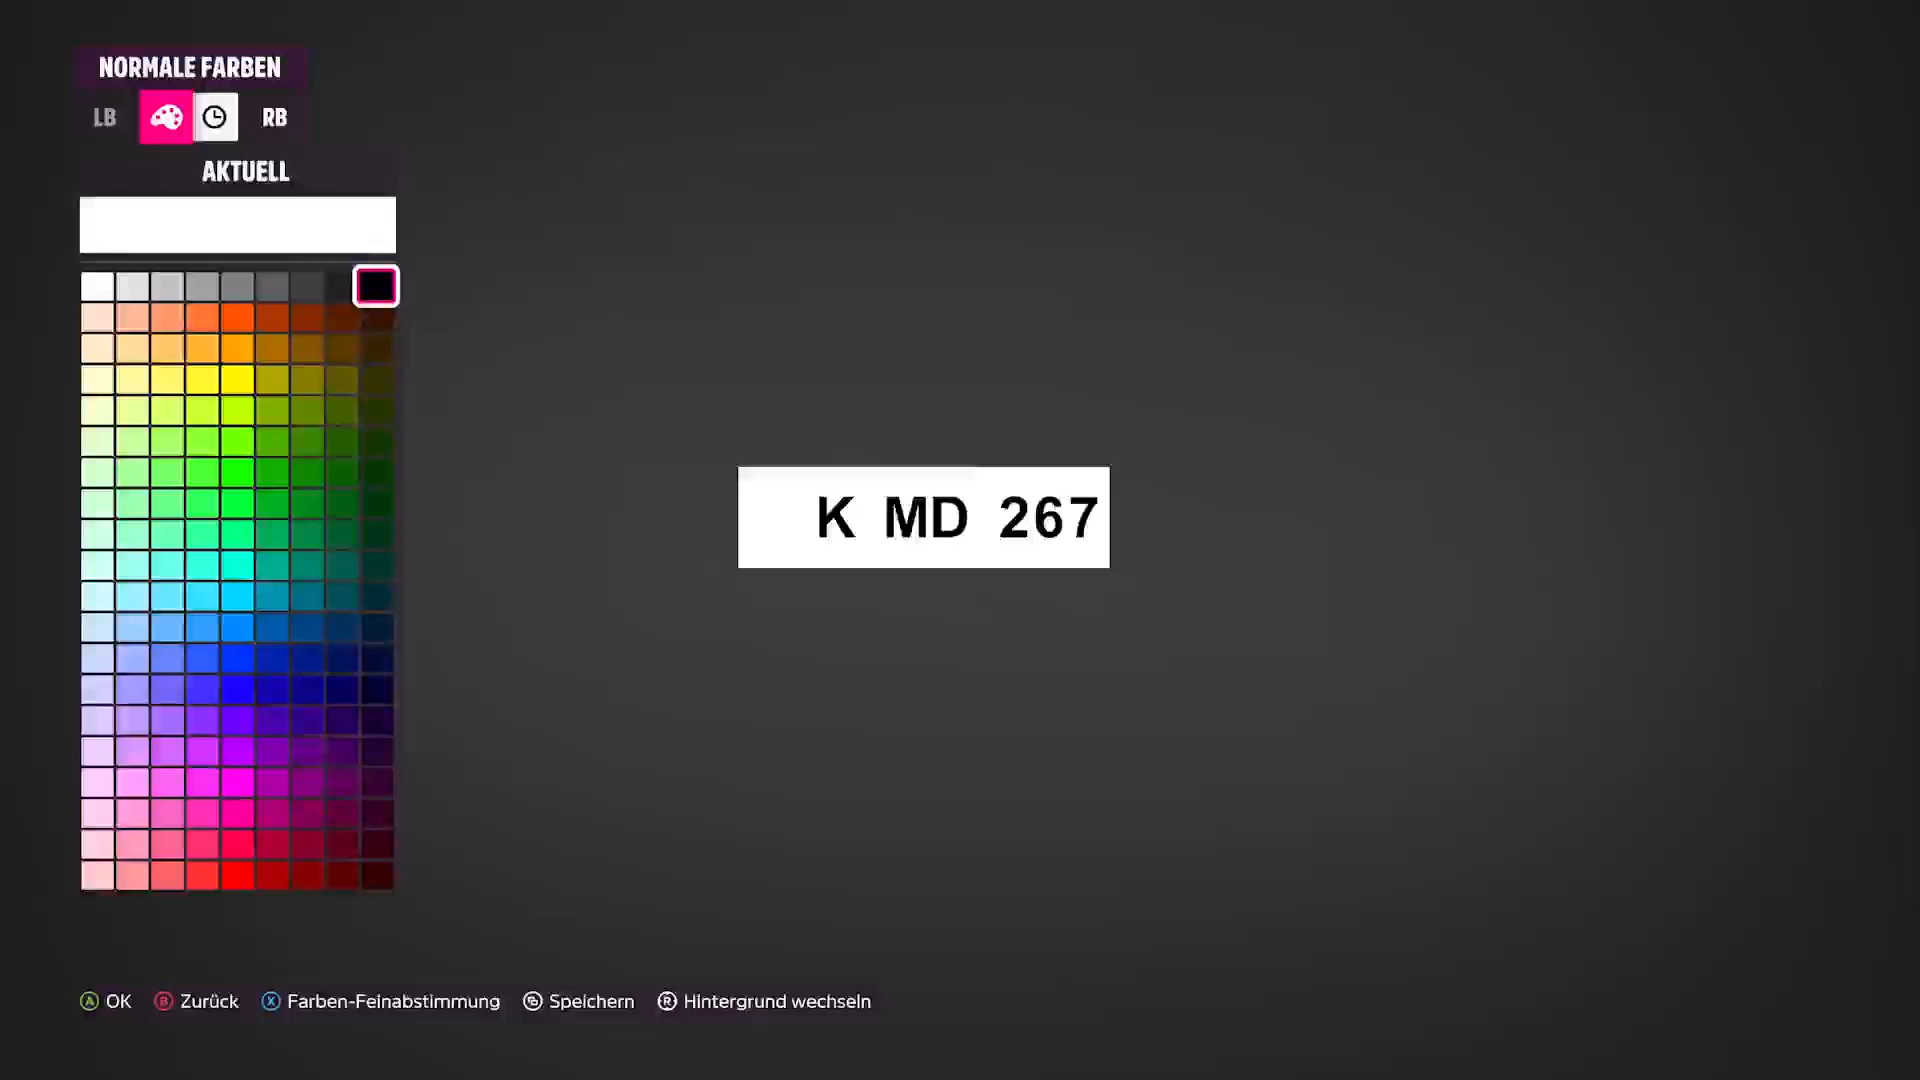 NORMALE FARBEN
LB RB
AKTUELL
K MD 267
A OK B Zurück X Farben-Feinabstimmung Speichern R Hintergrund wechseln